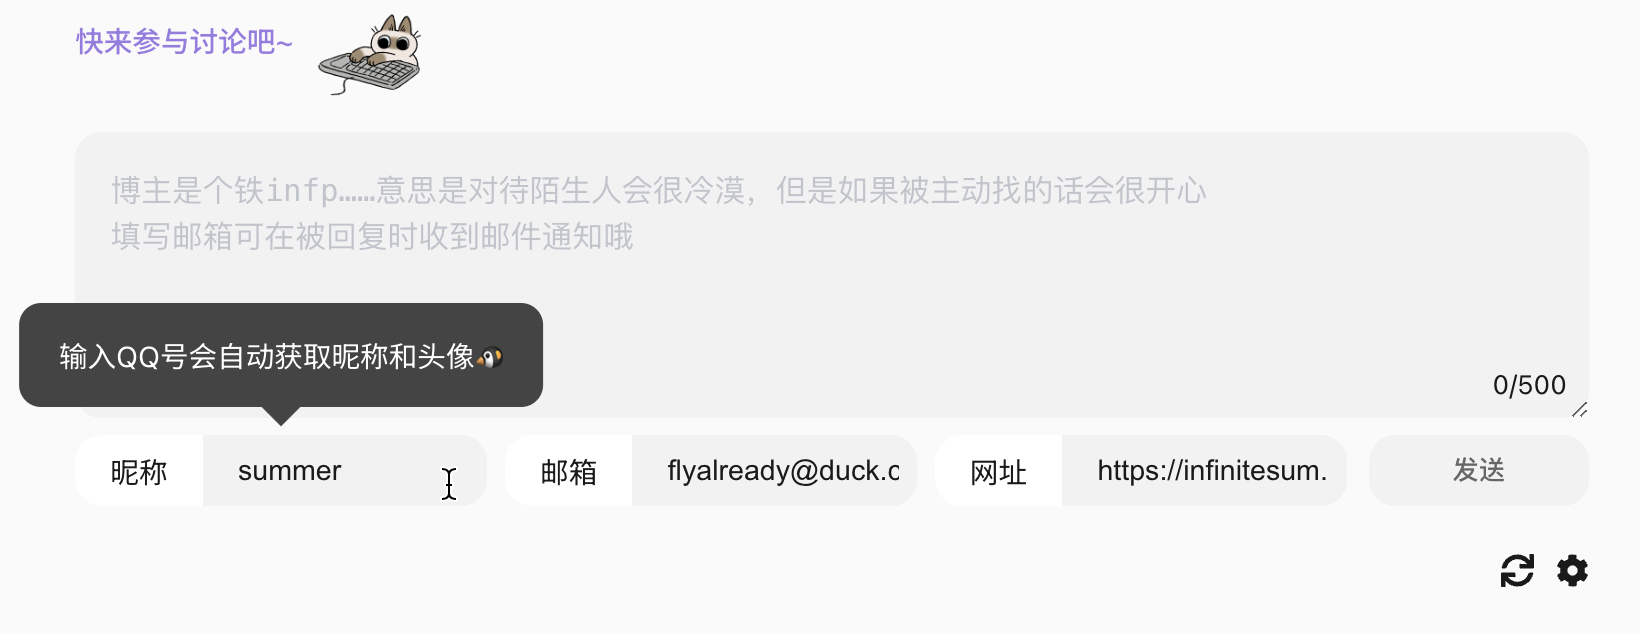 快来参与讨论吧~
博主是个铁infp……意思是对待陌生人会很冷漠，但是如果被主动找的话会很开心
填写邮箱可在被回复时收到邮件通知哦
输入QQ号会自动获取昵称和头像🐧
0/500
昵称 summer 邮箱 flyalready@duck.c 网址 https://infinitesum. 发送